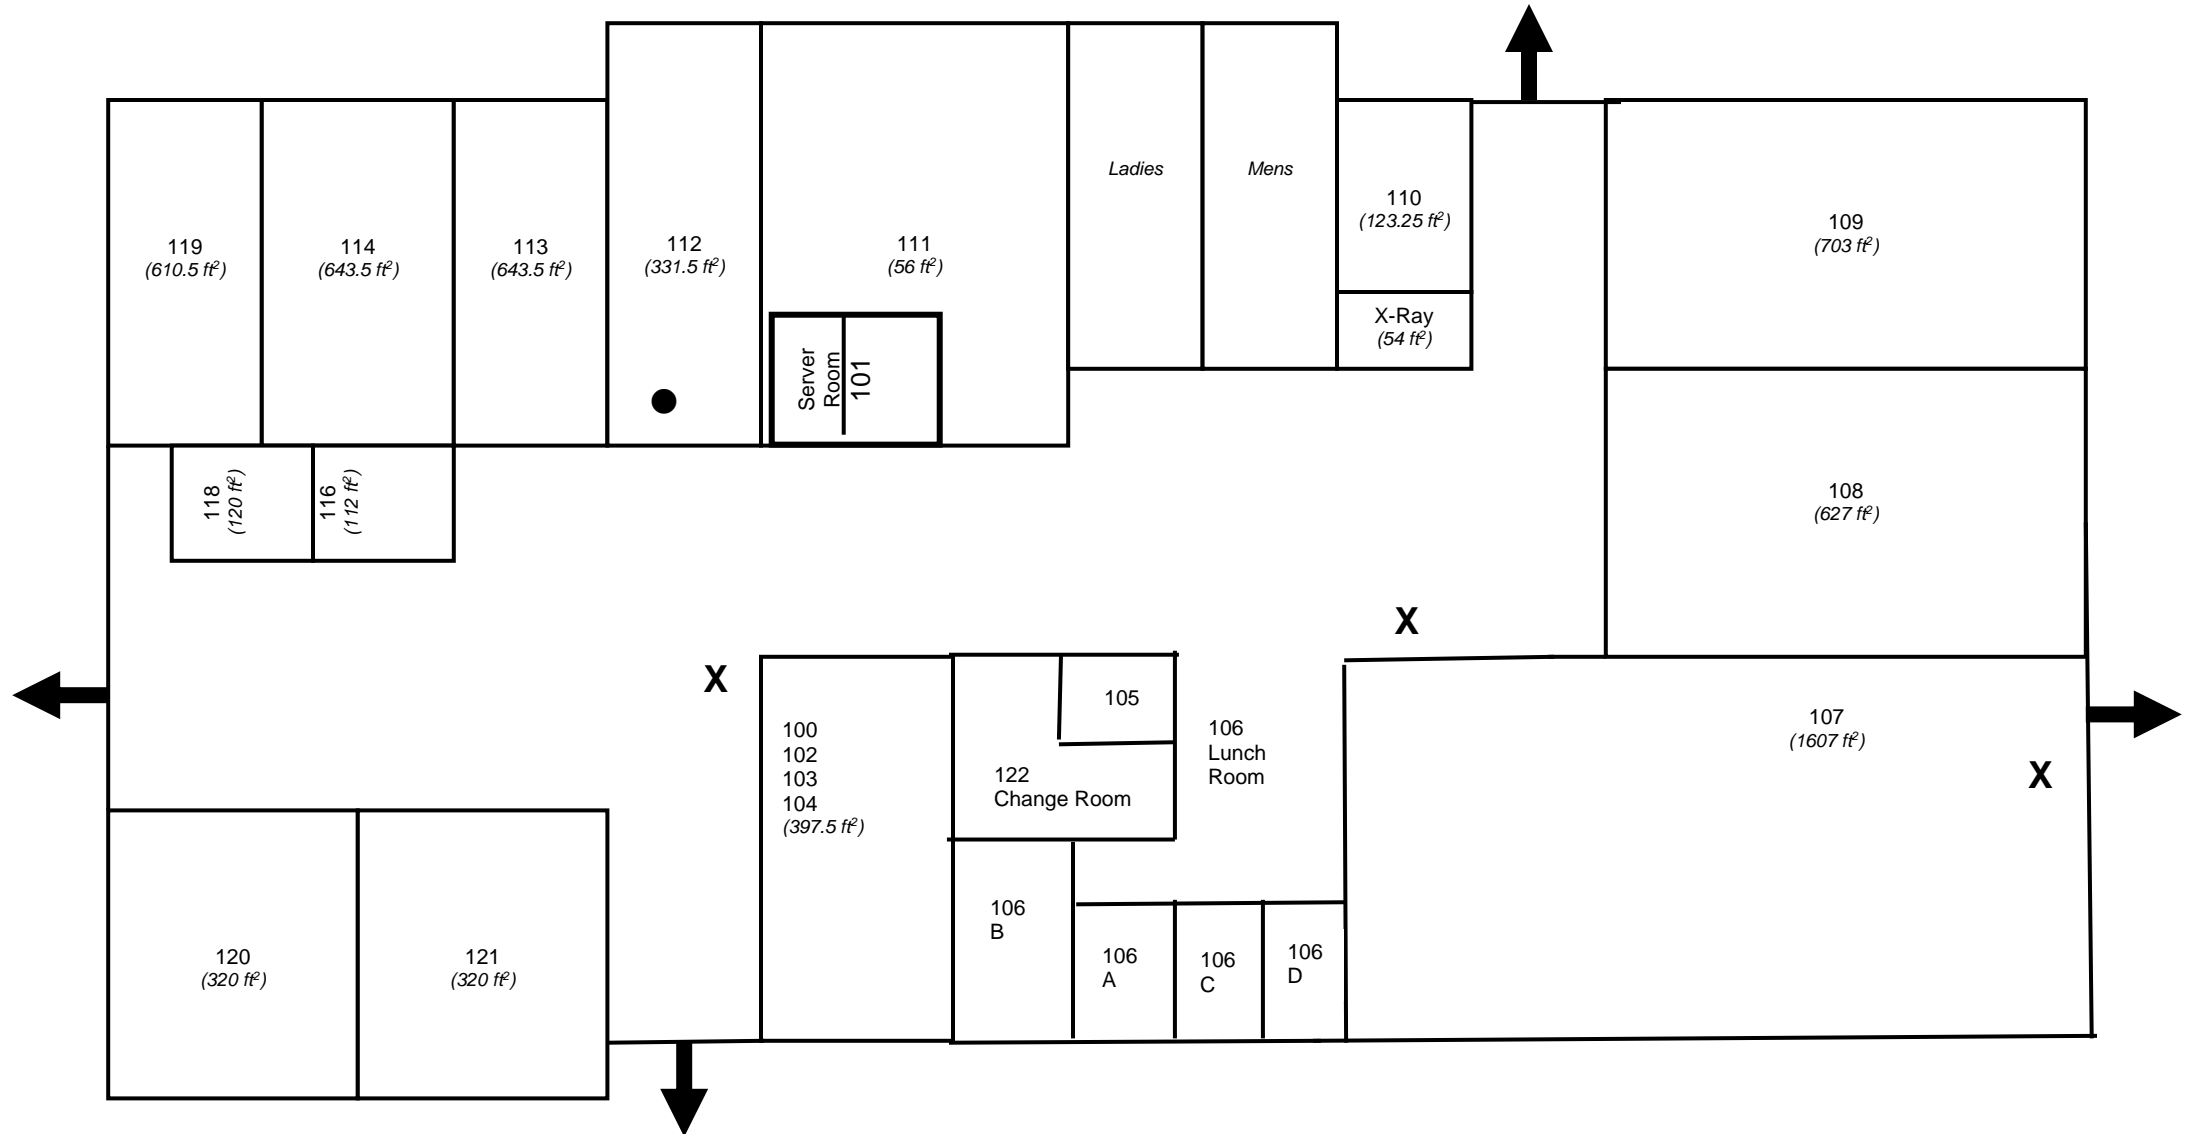 Ladies
Mens
110
(123.25 ft²)
109
(703 ft²)
119
(610.5 ft²)
114
(643.5 ft²)
113
(643.5 ft²)
112
(331.5 ft²)
111
(56 ft²)
X-Ray
(54 ft²)
Server
Room
101
118
(120 ft²)
116
(112 ft²)
108
(627 ft²)
X
X
100
102
103
104
(397.5 ft²)
105
122
Change Room
106
Lunch
Room
107
(1607 ft²)
X
120
(320 ft²)
121
(320 ft²)
106
B
106
A
106
C
106
D